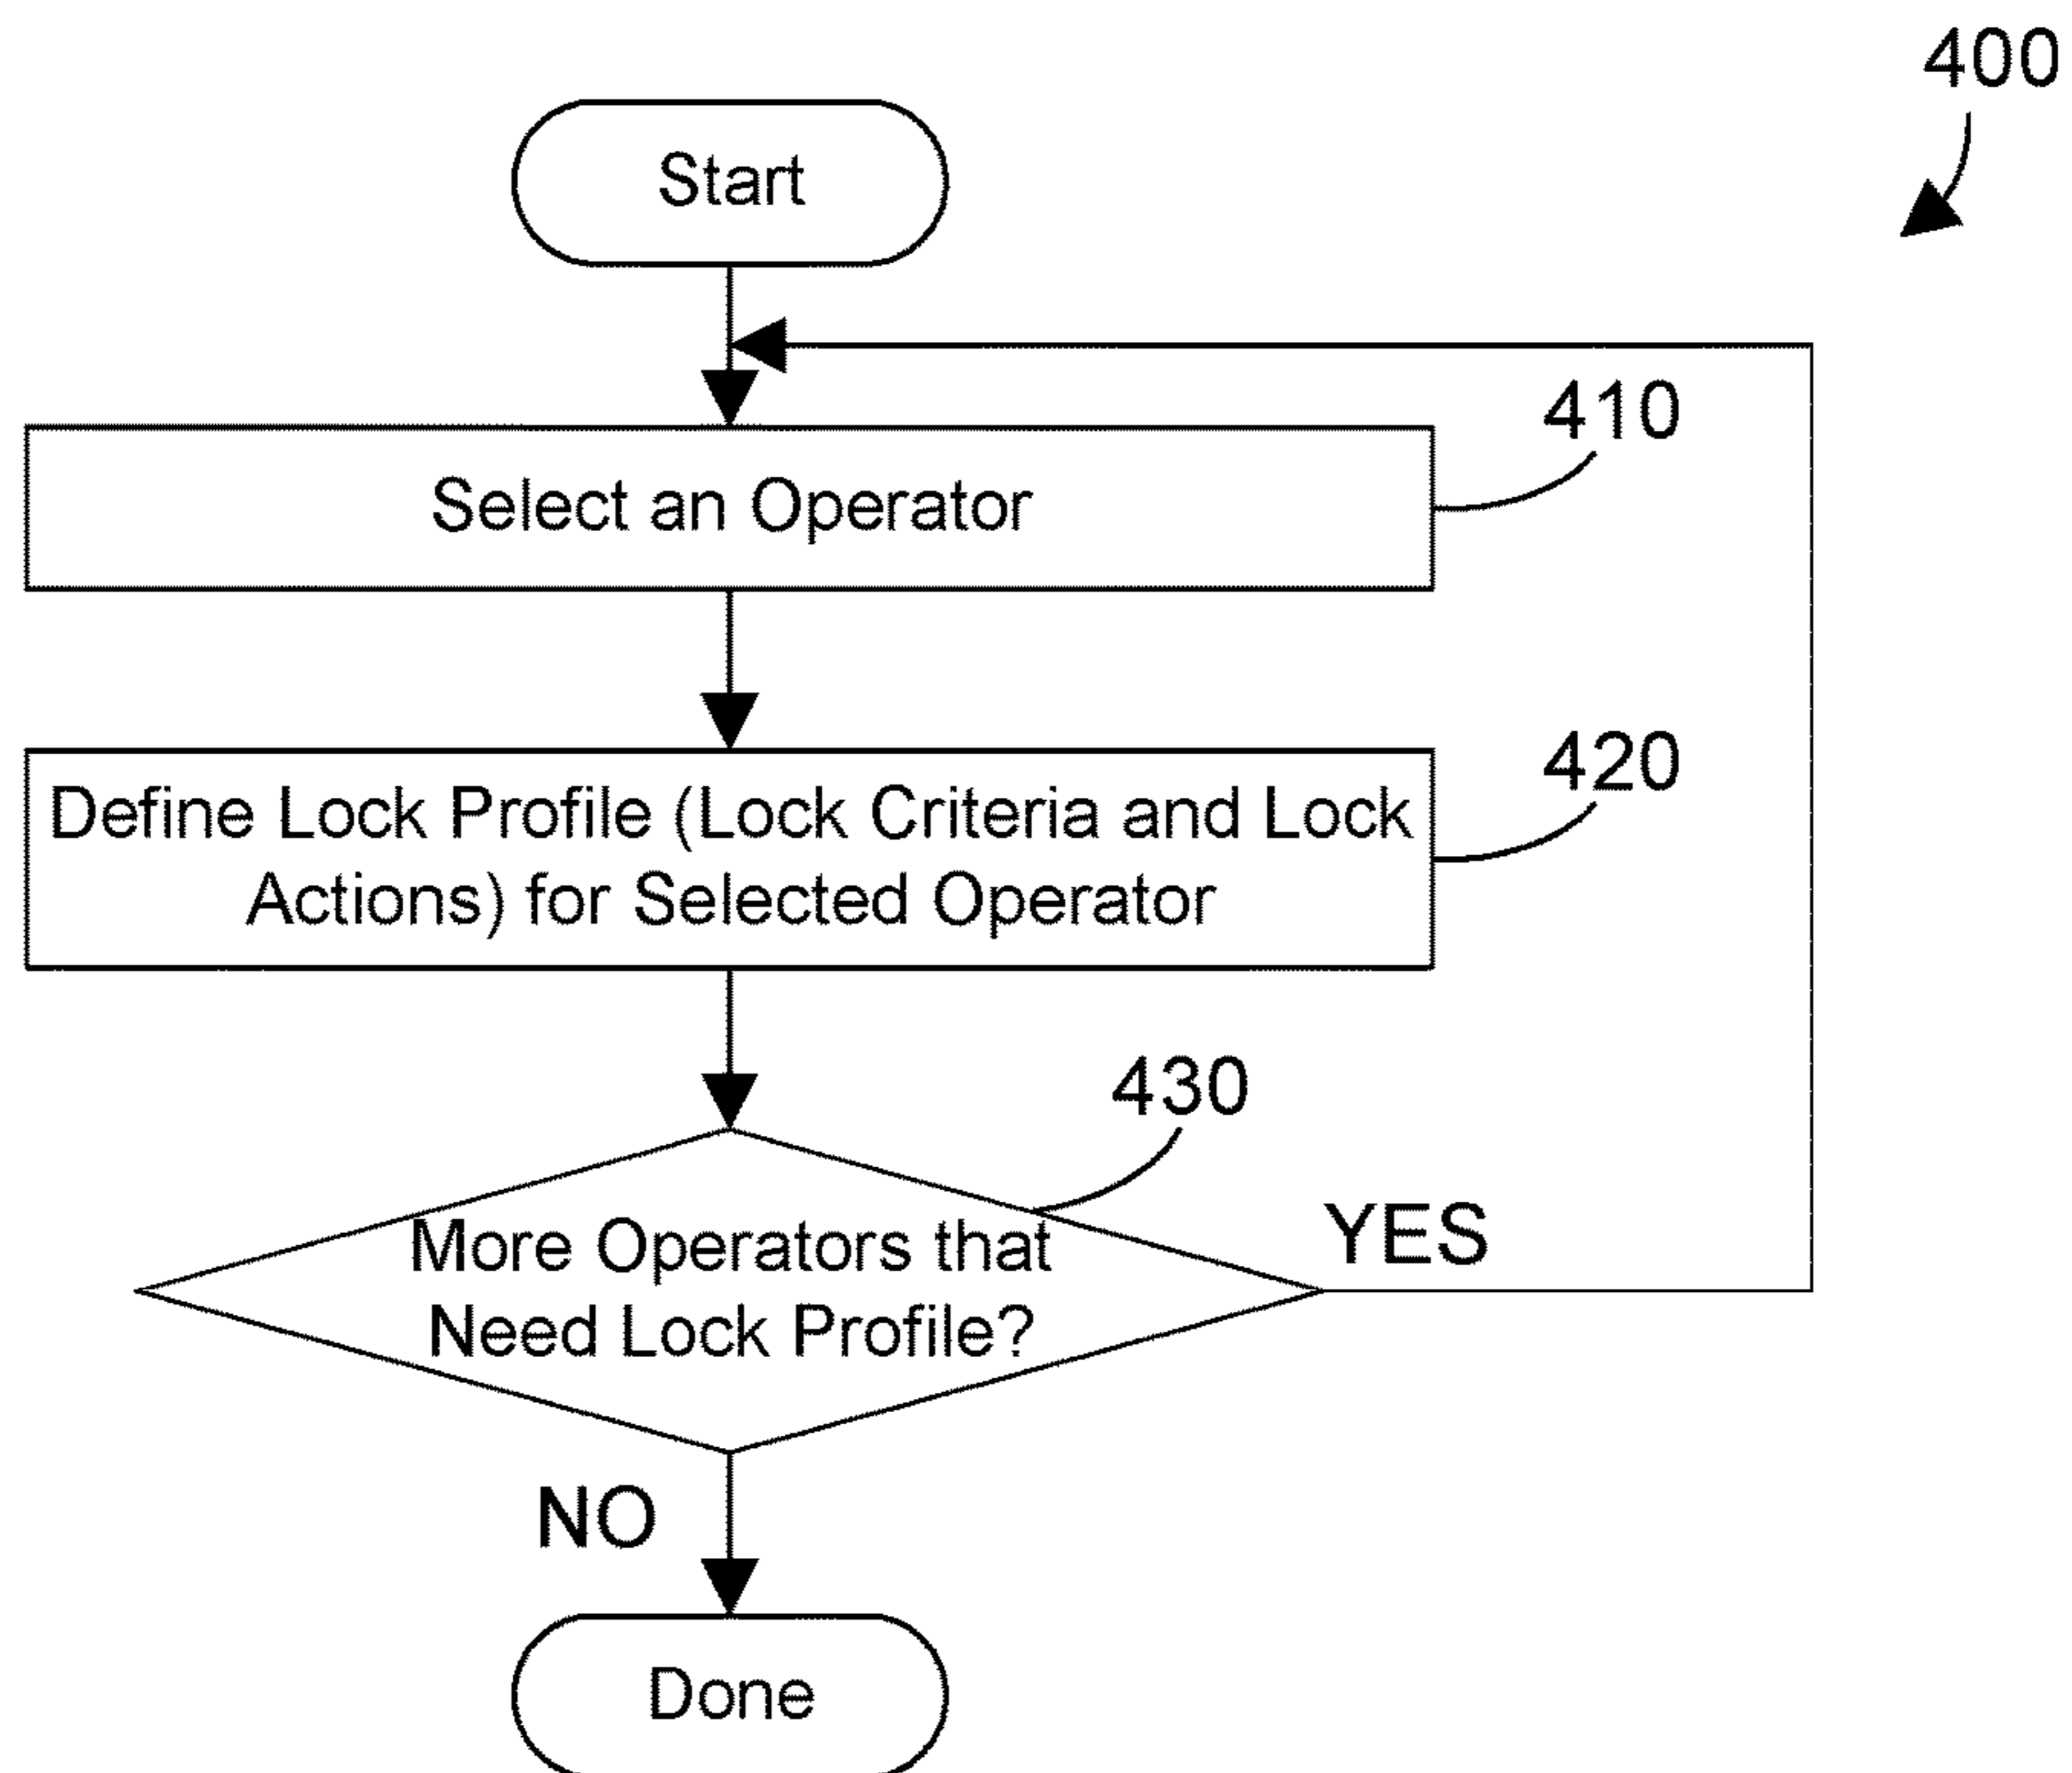 400
Start
410
Select an Operator
420
Define Lock Profile (Lock Criteria and Lock
Actions) for Selected Operator
430
More Operators that
Need Lock Profile?
YES
NO
Done